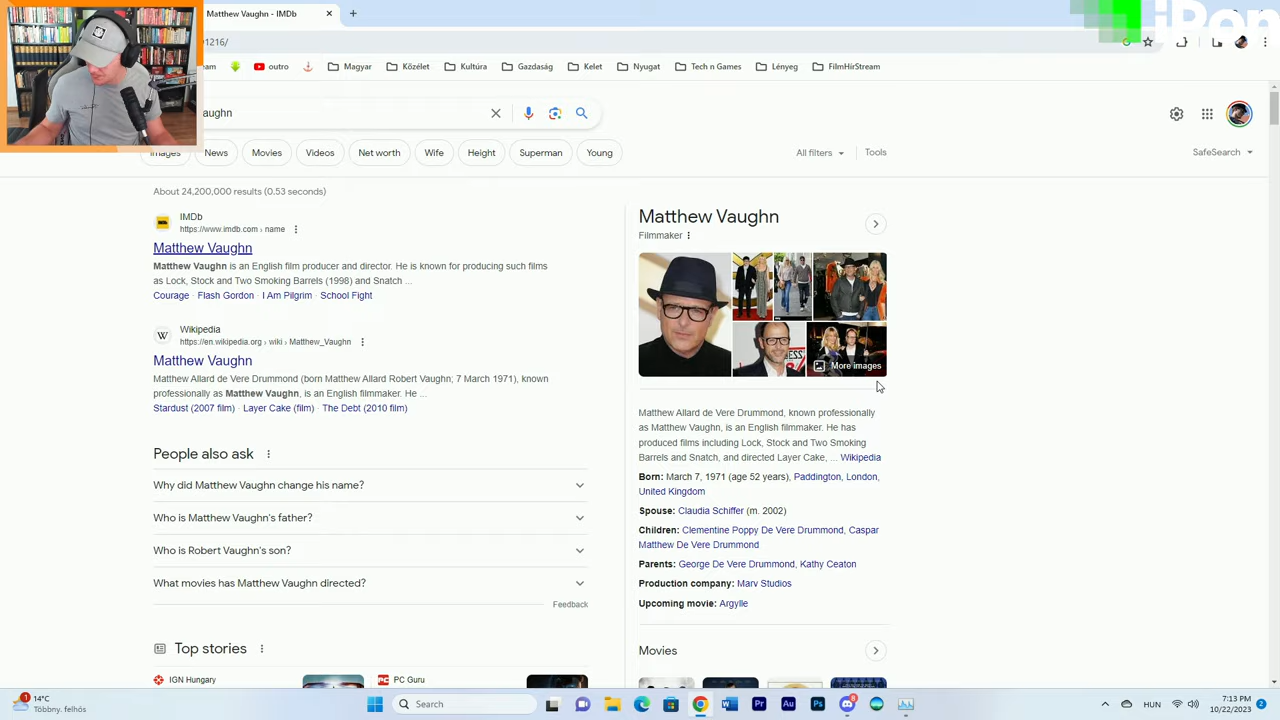 Matthew Vaughn - IMDb
1216/
outro
Magyar
Közélet
Kultúra
Gazdaság
Kelet
Nyugat
Tech n Games
Lényeg
FilmHírStream
aughn
Images
News
Movies
Videos
Net worth
Wife
Height
Superman
Young
All filters
Tools
SafeSearch
About 24,200,000 results (0.53 seconds)
IMDb
https://www.imdb.com › name
Matthew Vaughn
Matthew Vaughn is an English film producer and director. He is known for producing such films
as Lock, Stock and Two Smoking Barrels (1998) and Snatch ...
Courage · Flash Gordon · I Am Pilgrim · School Fight
Wikipedia
https://en.wikipedia.org › wiki › Matthew_Vaughn
Matthew Vaughn
Matthew Allard de Vere Drummond (born Matthew Allard Robert Vaughn; 7 March 1971), known
professionally as Matthew Vaughn, is an English filmmaker. He ...
Stardust (2007 film) · Layer Cake (film) · The Debt (2010 film)
People also ask
Why did Matthew Vaughn change his name?
Who is Matthew Vaughn's father?
Who is Robert Vaughn's son?
What movies has Matthew Vaughn directed?
Feedback
Top stories
IGN Hungary
PC Guru
Matthew Vaughn
Filmmaker
More images
Matthew Allard de Vere Drummond, known professionally
as Matthew Vaughn, is an English filmmaker. He has
produced films including Lock, Stock and Two Smoking
Barrels and Snatch, and directed Layer Cake, ... Wikipedia
Born: March 7, 1971 (age 52 years), Paddington, London,
United Kingdom
Spouse: Claudia Schiffer (m. 2002)
Children: Clementine Poppy De Vere Drummond, Caspar
Matthew De Vere Drummond
Parents: George De Vere Drummond, Kathy Ceaton
Production company: Marv Studios
Upcoming movie: Argylle
Movies
1
14°C
Többny. felhős
Search
W
Pr
Au
Ps
HUN
7:13 PM
10/22/2023
2